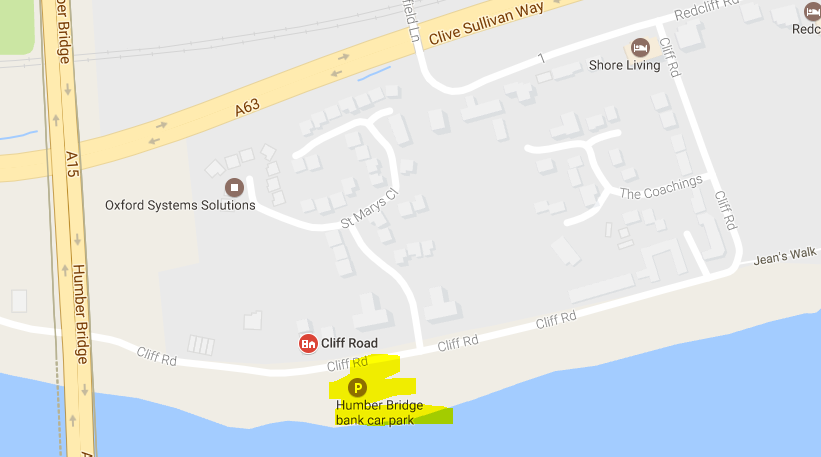 mber Bridge
field Ln
Clive Sullivan Way
Redcliff Rd
Redc
1
Shore Living
Cliff Rd
A63
A15
Oxford Systems Solutions
St Marys Cl
The Coachings
Cliff Rd
Jean's Walk
Humber Bridge
Cliff Road
Cliff Rd
Cliff Rd
Cliff Rd
Cliff Rd
P
Humber Bridge
bank car park
A